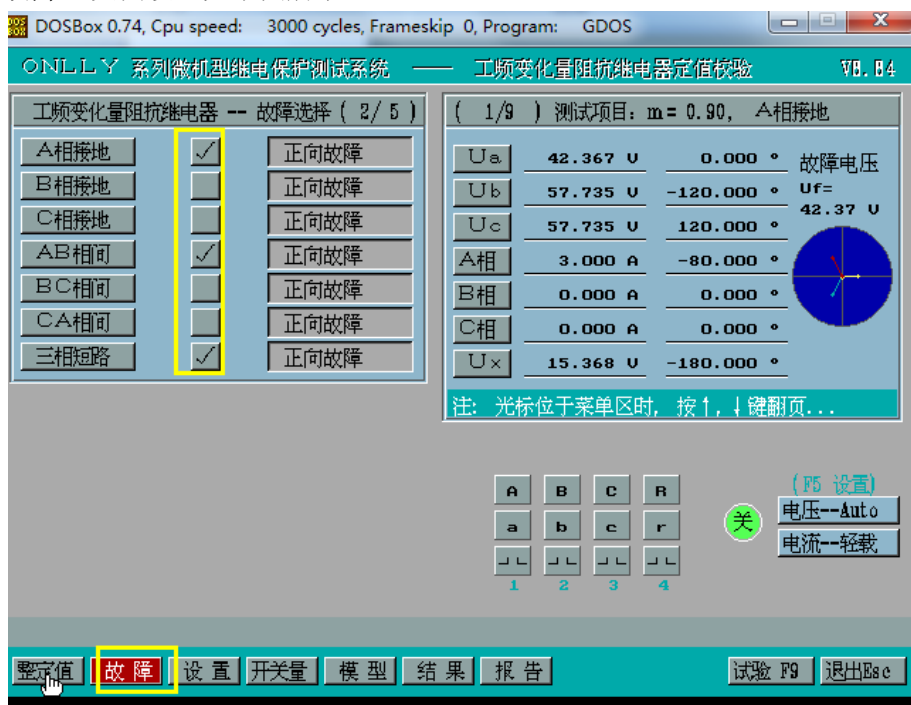 DOSBox 0.74, Cpu speed: 3000 cycles, Frameskip 0, Program: GDOS
ONLLY 系列微机型继电保护测试系统 —— 工频变化量阻抗继电器定值校验 V8.B4
工频变化量阻抗继电器 -- 故障选择 ( 2/ 5 )
A相接地 √ 正向故障
B相接地 正向故障
C相接地 正向故障
AB相间 √ 正向故障
BC相间 正向故障
CA相间 正向故障
三相短路 √ 正向故障
( 1/9 ) 测试项目: m= 0.90, A相接地
Ua 42.367 V 0.000 °
Ub 57.735 V -120.000 °
Uc 57.735 V 120.000 °
A相 3.000 A -80.000 °
B相 0.000 A 0.000 °
C相 0.000 A 0.000 °
Ux 15.368 V -180.000 °
故障电压
Uf=
42.37 V
注: 光标位于菜单区时, 按↑, ↓键翻页...
A B C R
a b c r
1 2 3 4
关
(F5 设置)
电压--Auto
电流--轻载
整定值 故障 设置 开关量 模型 结果 报告 试验 F9 退出Esc